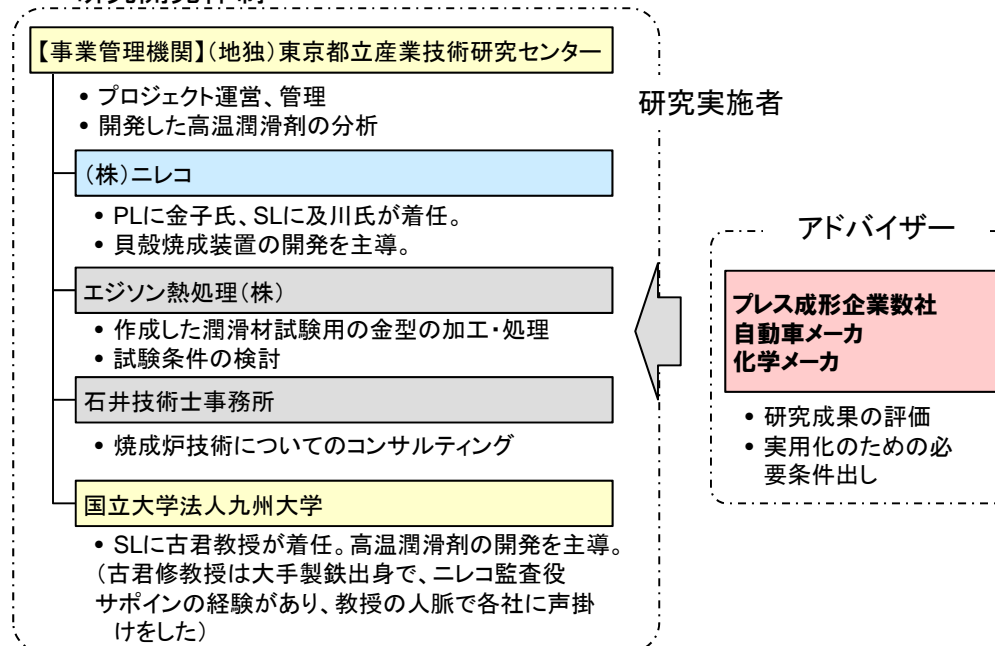 【事業管理機関】（地独）東京都立産業技術研究センター
• プロジェクト運営、管理
• 開発した高温潤滑剤の分析
研究実施者
（株）ニレコ
• PLに金子氏、SLに及川氏が着任。
• 貝殻焼成装置の開発を主導。
エジソン熱処理（株）
• 作成した潤滑材試験用の金型の加工・処理
• 試験条件の検討
石井技術士事務所
• 焼成炉技術についてのコンサルティング
国立大学法人九州大学
• SLに古君教授が着任。高温潤滑剤の開発を主導。
（古君修教授は大手製鉄出身で、ニレコ監査役
サポインの経験があり、教授の人脈で各社に声掛
けをした）
アドバイザー
プレス成形企業数社
自動車メーカ
化学メーカ
• 研究成果の評価
• 実用化のための必
要条件出し